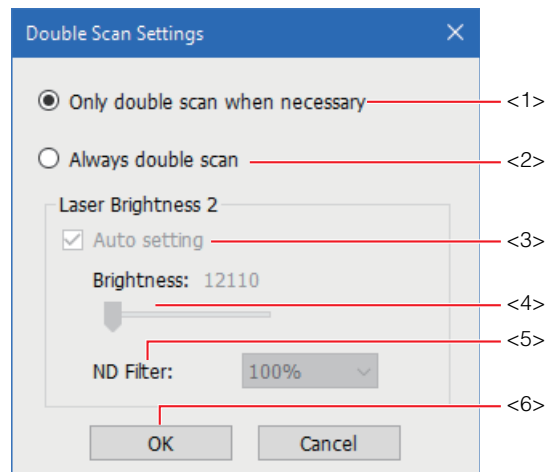 Double Scan Settings
Only double scan when necessary <1>
Always double scan <2>
Laser Brightness 2
Auto setting <3>
Brightness: 12110
<4>
<5>
ND Filter: 100%
<6>
OK Cancel